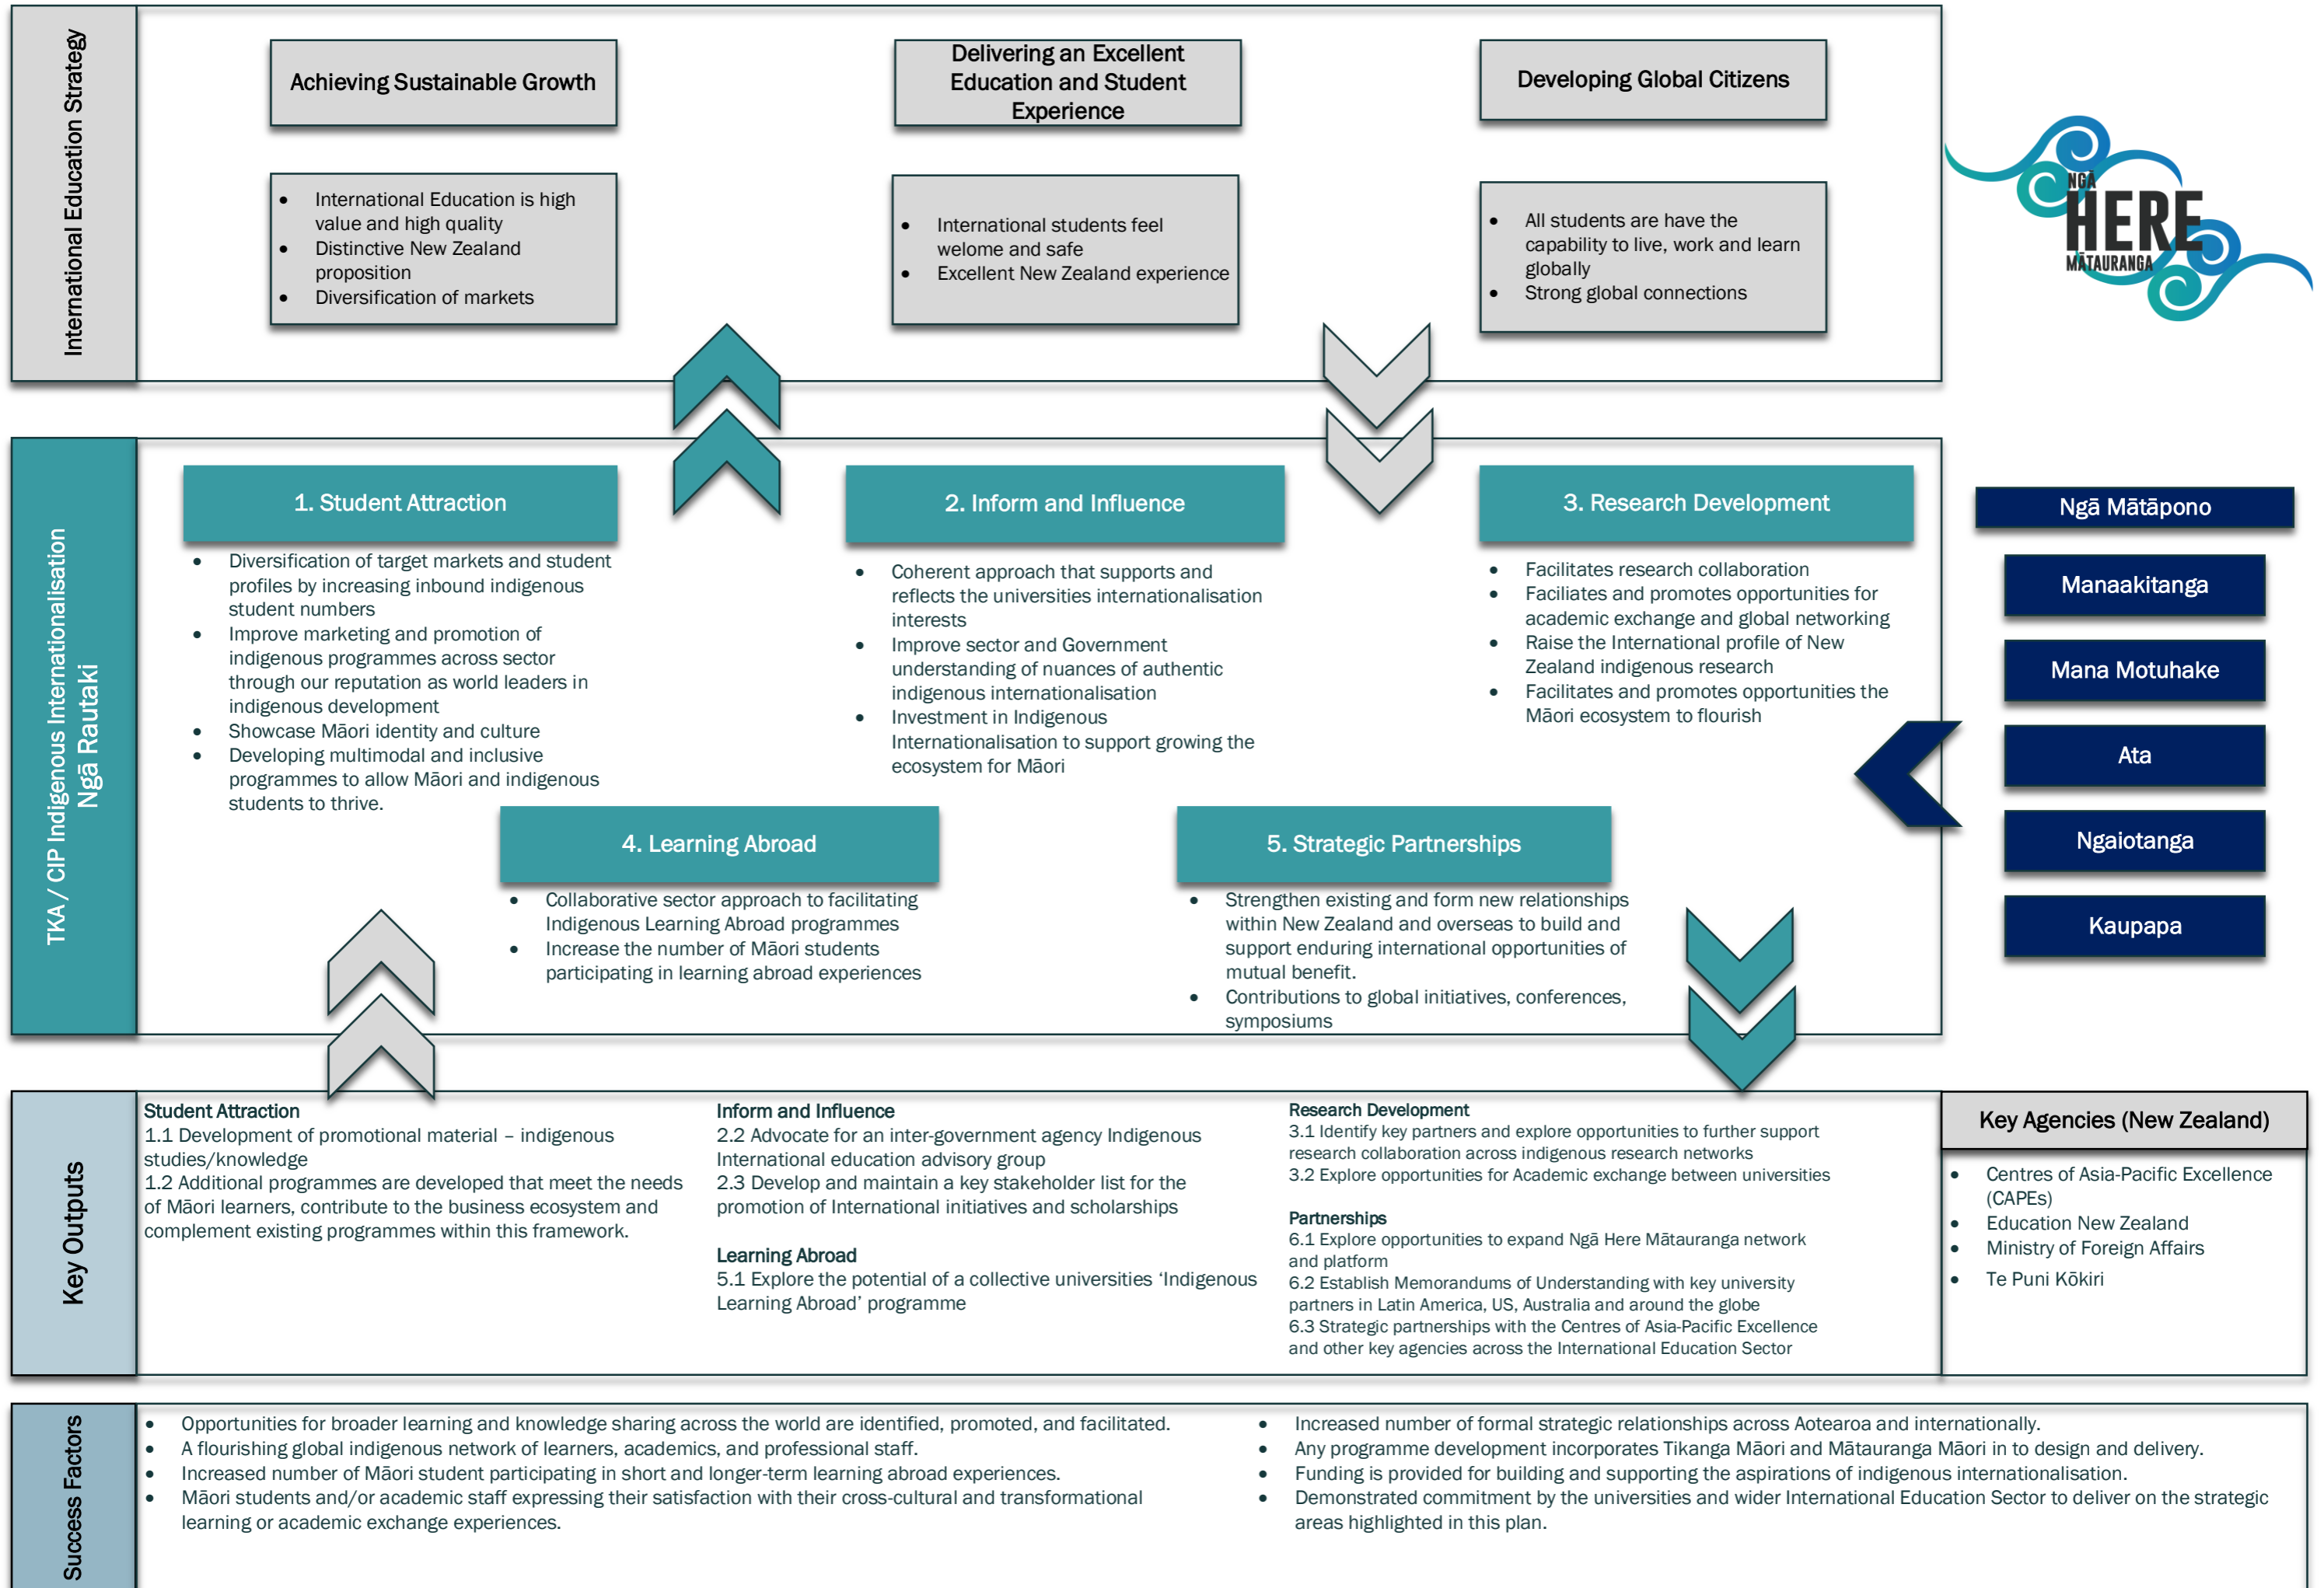 International Education Strategy
Achieving Sustainable Growth
Delivering an Excellent
Education and Student
Experience
Developing Global Citizens
• International Education is high
value and high quality
• Distinctive New Zealand
proposition
• Diversification of markets
• International students feel
welome and safe
• Excellent New Zealand experience
• All students are have the
capability to live, work and learn
globally
• Strong global connections
NGĀ
HERE
MĀTAURANGA
TKA / CIP Indigenous Internationalisation
Ngā Rautaki
1. Student Attraction
• Diversification of target markets and student
profiles by increasing inbound indigenous
student numbers
• Improve marketing and promotion of
indigenous programmes across sector
through our reputation as world leaders in
indigenous development
• Showcase Māori identity and culture
• Developing multimodal and inclusive
programmes to allow Māori and indigenous
students to thrive.
2. Inform and Influence
• Coherent approach that supports and
reflects the universities internationalisation
interests
• Improve sector and Government
understanding of nuances of authentic
indigenous internationalisation
• Investment in Indigenous
Internationalisation to support growing the
ecosystem for Māori
3. Research Development
• Facilitates research collaboration
• Faciliates and promotes opportunities for
academic exchange and global networking
• Raise the International profile of New
Zealand indigenous research
• Facilitates and promotes opportunities the
Māori ecosystem to flourish
4. Learning Abroad
• Collaborative sector approach to facilitating
Indigenous Learning Abroad programmes
• Increase the number of Māori students
participating in learning abroad experiences
5. Strategic Partnerships
• Strengthen existing and form new relationships
within New Zealand and overseas to build and
support enduring international opportunities of
mutual benefit.
• Contributions to global initiatives, conferences,
symposiums
Ngā Mātāpono
Manaakitanga
Mana Motuhake
Ata
Ngaiotanga
Kaupapa
Key Outputs
Student Attraction
1.1 Development of promotional material – indigenous
studies/knowledge
1.2 Additional programmes are developed that meet the needs
of Māori learners, contribute to the business ecosystem and
complement existing programmes within this framework.
Inform and Influence
2.2 Advocate for an inter-government agency Indigenous
International education advisory group
2.3 Develop and maintain a key stakeholder list for the
promotion of International initiatives and scholarships
Learning Abroad
5.1 Explore the potential of a collective universities ‘Indigenous
Learning Abroad’ programme
Research Development
3.1 Identify key partners and explore opportunities to further support
research collaboration across indigenous research networks
3.2 Explore opportunities for Academic exchange between universities
Partnerships
6.1 Explore opportunities to expand Ngā Here Mātauranga network
and platform
6.2 Establish Memorandums of Understanding with key university
partners in Latin America, US, Australia and around the globe
6.3 Strategic partnerships with the Centres of Asia-Pacific Excellence
and other key agencies across the International Education Sector
Key Agencies (New Zealand)
• Centres of Asia-Pacific Excellence
(CAPEs)
• Education New Zealand
• Ministry of Foreign Affairs
• Te Puni Kōkiri
Success Factors
• Opportunities for broader learning and knowledge sharing across the world are identified, promoted, and facilitated.
• A flourishing global indigenous network of learners, academics, and professional staff.
• Increased number of Māori student participating in short and longer-term learning abroad experiences.
• Māori students and/or academic staff expressing their satisfaction with their cross-cultural and transformational
learning or academic exchange experiences.
• Increased number of formal strategic relationships across Aotearoa and internationally.
• Any programme development incorporates Tikanga Māori and Mātauranga Māori in to design and delivery.
• Funding is provided for building and supporting the aspirations of indigenous internationalisation.
• Demonstrated commitment by the universities and wider International Education Sector to deliver on the strategic
areas highlighted in this plan.